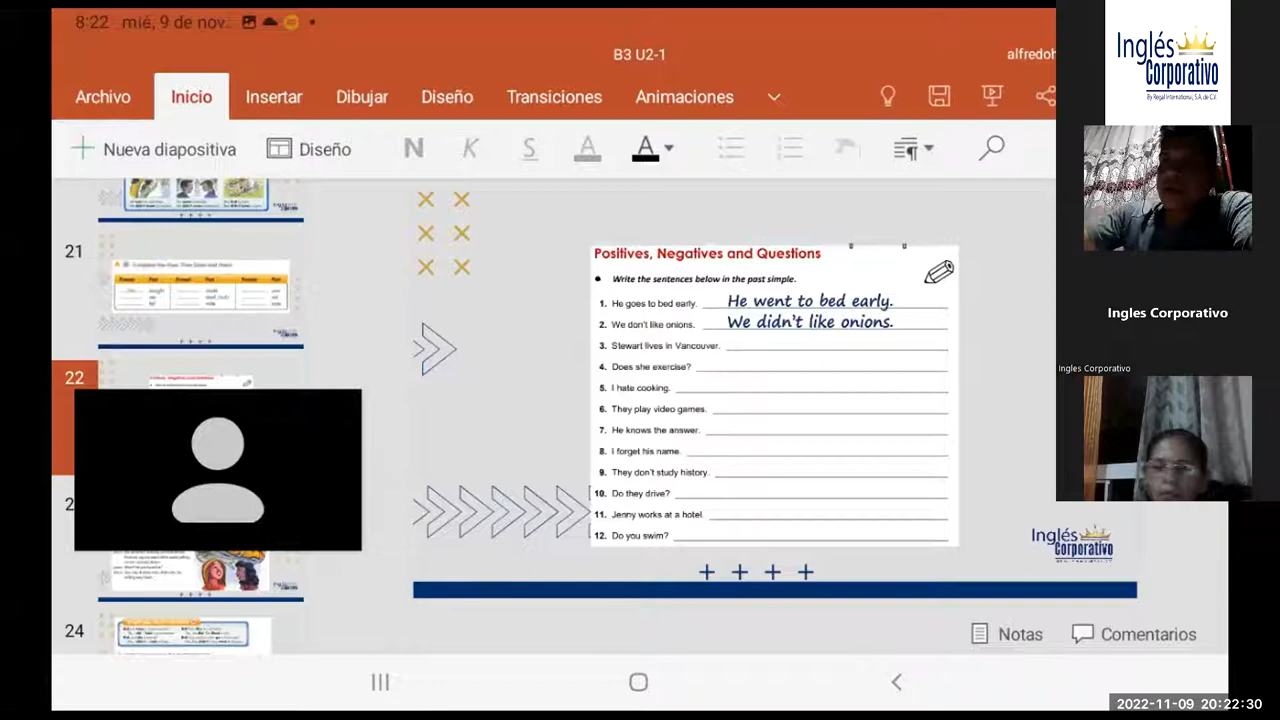 8:22 mié, 9 de nov.
B3 U2-1
alfredoh
Archivo
Inicio
Insertar
Dibujar
Diseño
Transiciones
Animaciones
Nueva diapositiva
Diseño
N K S A A
21
22
24
Positives, Negatives and Questions
Write the sentences below in the past simple.
1. He goes to bed early. He went to bed early.
2. We don't like onions. We didn't like onions.
3. Stewart lives in Vancouver.
4. Does she exercise?
5. I hate cooking.
6. They play video games.
7. He knows the answer.
8. I forget his name.
9. They don't study history.
10. Do they drive?
11. Jenny works at a hotel.
12. Do you swim?
Inglés
Corporativo
Notas
Comentarios
Inglés
Corporativo
By Regal International, S.A. de C.V.
Ingles Corporativo
Ingles Corporativo
2022-11-09 20:22:30